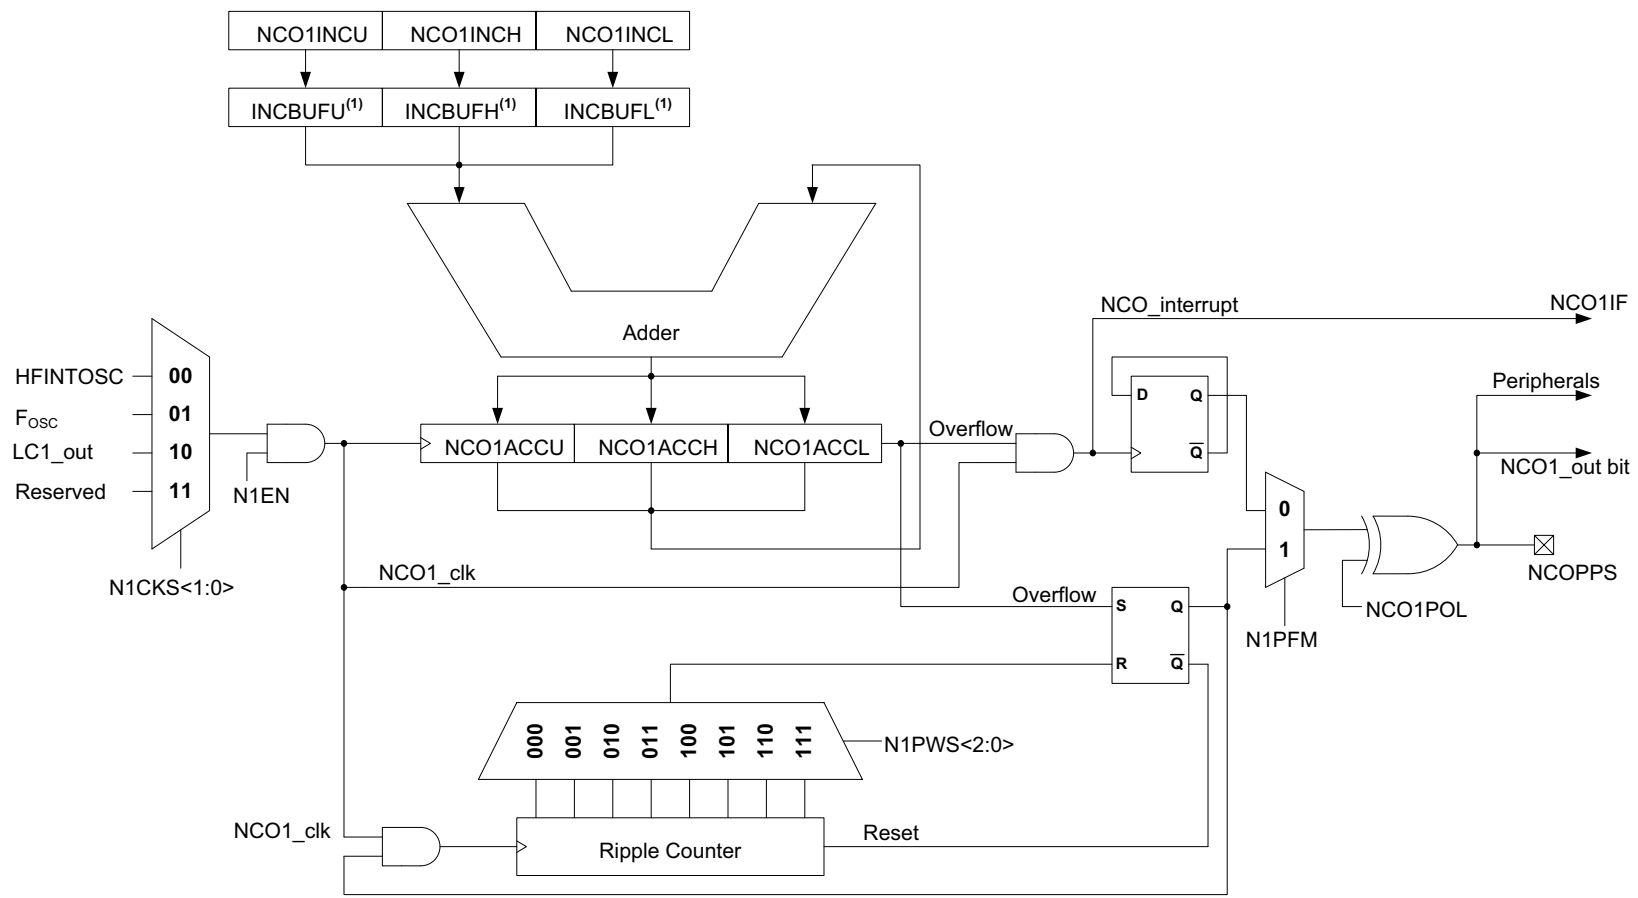 NCO1INCU NCO1INCH NCO1INCL
INCBUFU(1) INCBUFH(1) INCBUFL(1)
Adder
NCO_interrupt
NCO1IF
HFINTOSC 00
FOSC 01
LC1_out 10
Reserved 11
N1CKS<1:0>
N1EN
NCO1ACCU NCO1ACCH NCO1ACCL
Overflow
D Q
Q
Peripherals
NCO1_out bit
0
1
N1PFM
NCO1POL
NCOPPS
NCO1_clk
Overflow
S Q
R Q
000 001 010 011 100 101 110 111
N1PWS<2:0>
NCO1_clk
Ripple Counter
Reset